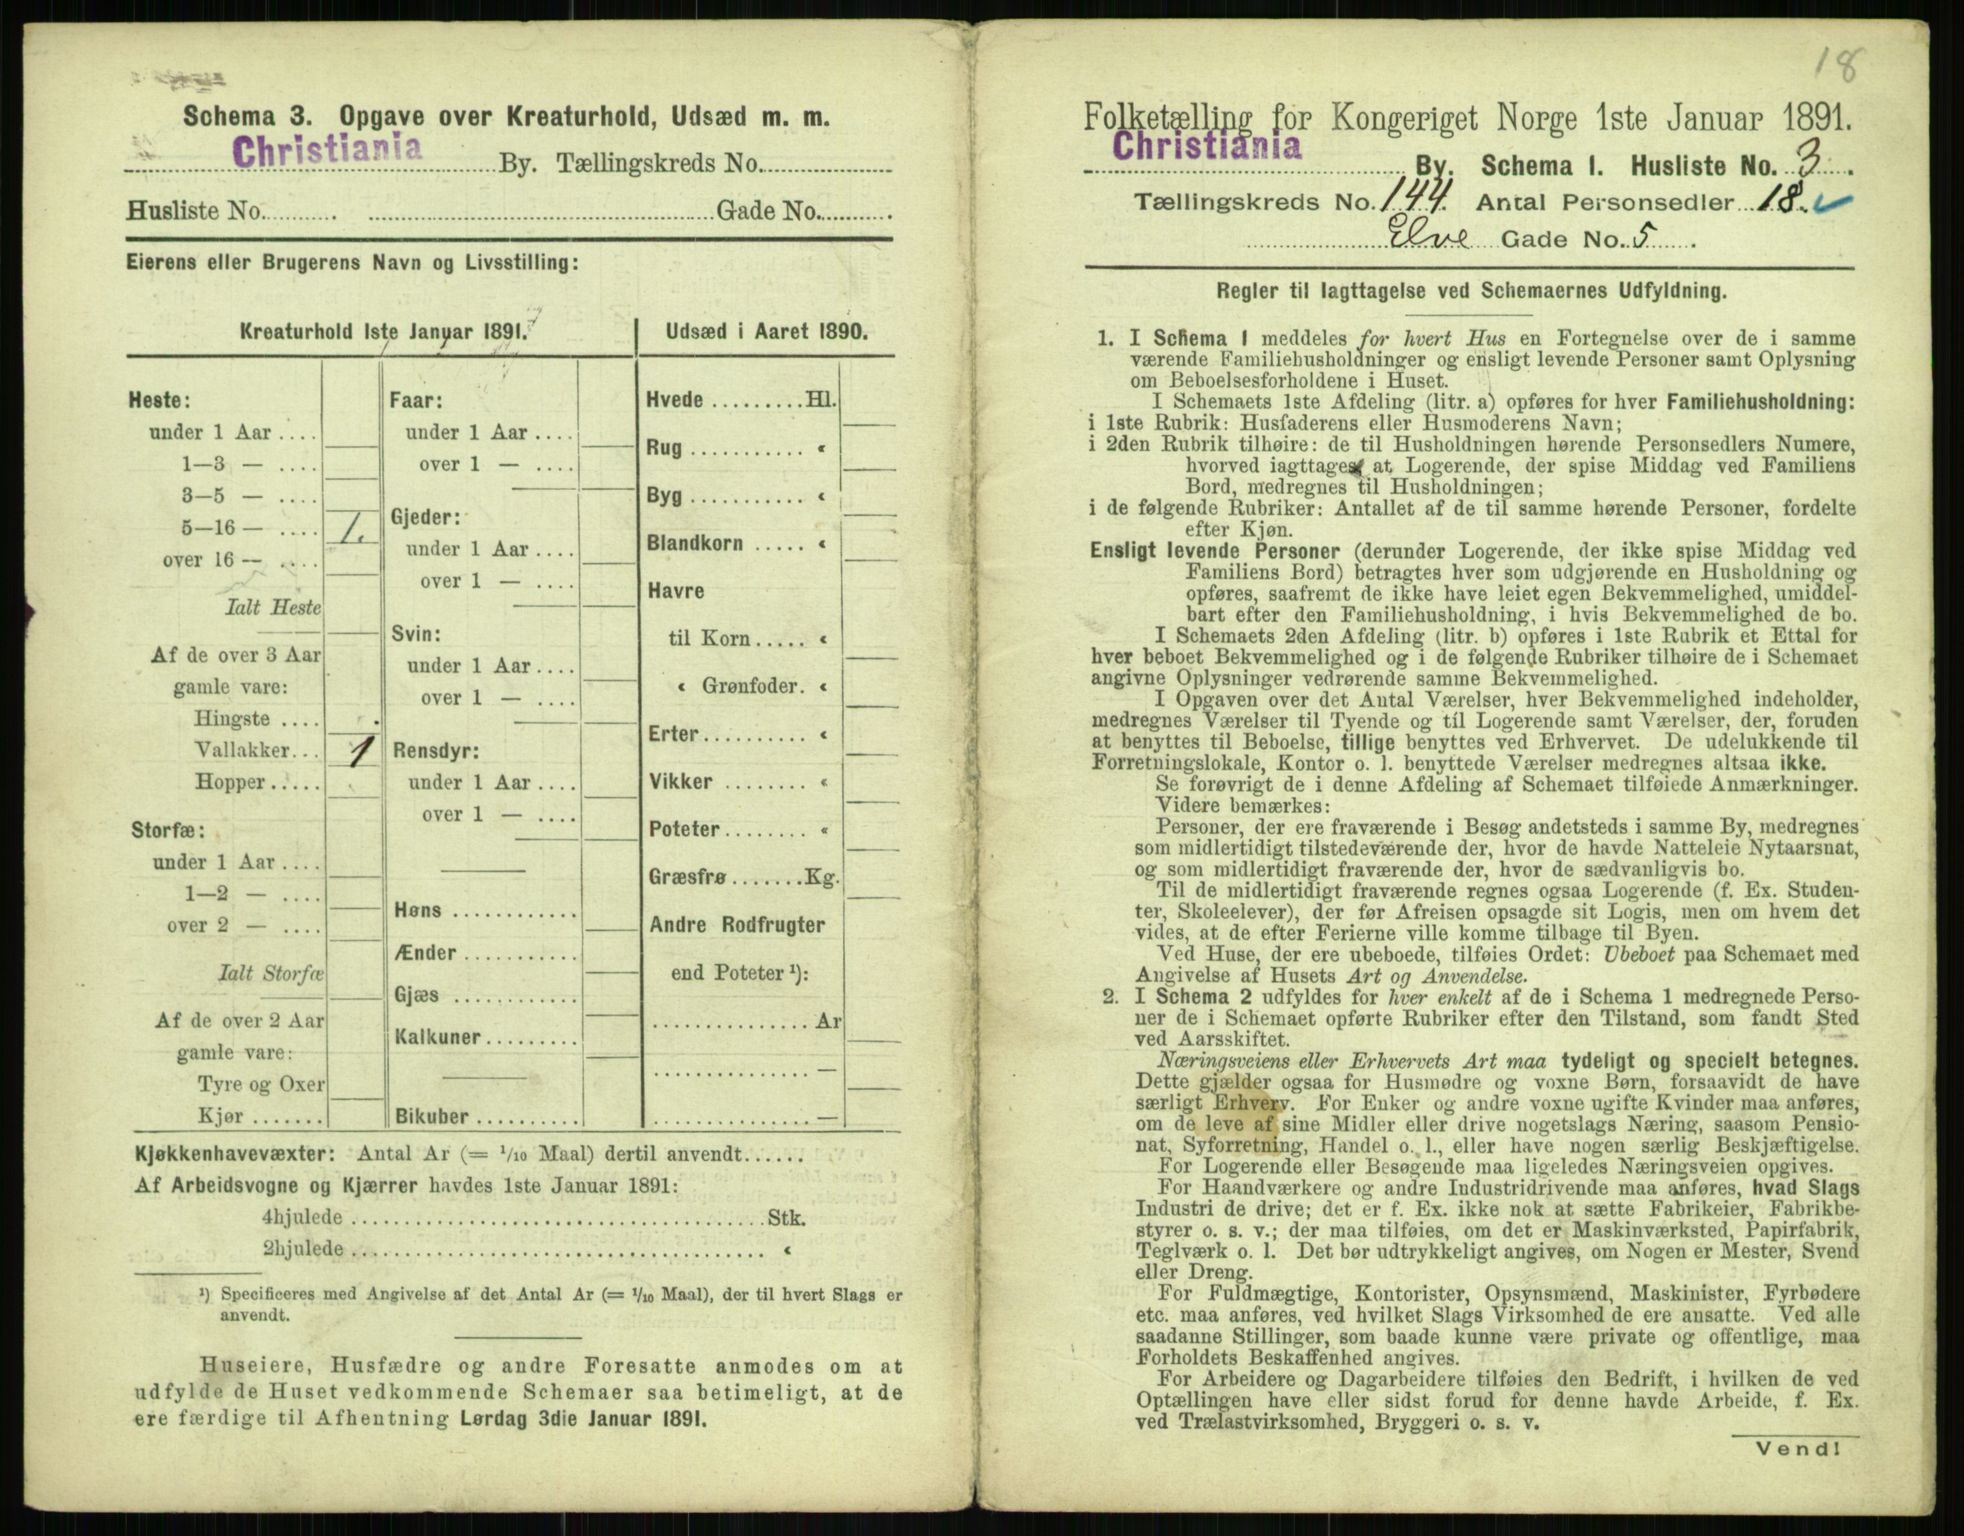 Schema 3. Opgave over Kreaturhold, Udsæd m. m.
Christiania By. Tællingskreds No.
Husliste No. Gade No.
Eierens eller Brugerens Navn og Livsstilling:
Kreaturhold 1ste Januar 1891.
Heste:
under 1 Aar ....
1—3 — ....
3—5 — ....
5—16 — .... 1.
over 16 — ....
Ialt Heste
Af de over 3 Aar
gamle vare:
Hingste ....
Vallakker... 1
Hopper.....
Storfæ:
under 1 Aar ....
1—2 — ....
over 2 — ....
Ialt Storfæ
Af de over 2 Aar
gamle vare:
Tyre og Oxer
Kjør .......
Faar:
under 1 Aar ....
over 1 — ....
Gjeder:
under 1 Aar ....
over 1 — ....
Svin:
under 1 Aar ....
over 1 — ....
Rensdyr:
under 1 Aar ....
over 1 — ....
Høns ............
Ænder ...........
Gjæs ............
Kalkuner .........
Bikuber ..........
Udsæd i Aaret 1890.
Hvede .........Hl.
Rug ........... «
Byg ........... «
Blandkorn ..... «
Havre
til Korn ..... «
« Grønfoder. «
Erter.......... «
Vikker ........ «
Poteter ........ «
Græsfrø .......Kg.
Andre Rodfrugter
end Poteter ¹):
............... Ar
............... —
............... —
Kjøkkenhavevæxter: Antal Ar (= 1/10 Maal) dertil anvendt......
Af Arbeidsvogne og Kjærrer havdes 1ste Januar 1891:
4hjulede ........................................ Stk.
2hjulede ........................................ «
¹) Specificeres med Angivelse af det Antal Ar (= 1/10 Maal), der til hvert Slags er
anvendt.
Huseiere, Husfædre og andre Foresatte anmodes om at
udfylde de Huset vedkommende Schemaer saa betimeligt, at de
ere færdige til Afhentning Lørdag 3die Januar 1891.
18
Folketælling for Kongeriget Norge 1ste Januar 1891.
Christiania By. Schema I. Husliste No. 3
Tællingskreds No. 144 Antal Personsedler 18. ✓
Elve Gade No. 5
Regler til Iagttagelse ved Schemaernes Udfyldning.
1. I Schema 1 meddeles for hvert Hus en Fortegnelse over de i samme
værende Familiehusholdninger og ensligt levende Personer samt Oplysning
om Beboelsesforholdene i Huset.
I Schemaets 1ste Afdeling (litr. a) opføres for hver Familiehusholdning:
i 1ste Rubrik: Husfaderens eller Husmoderens Navn;
i 2den Rubrik tilhøire: de til Husholdningen hørende Personsedlers Numere,
hvorved iagttages at Logerende, der spise Middag ved Familiens
Bord, medregnes til Husholdningen;
i de følgende Rubriker: Antallet af de til samme hørende Personer, fordelte
efter Kjøn.
Ensligt levende Personer (derunder Logerende, der ikke spise Middag ved
Familiens Bord) betragtes hver som udgjørende en Husholdning og
opføres, saafremt de ikke have leiet egen Bekvemmelighed, umiddel-
bart efter den Familiehusholdning, i hvis Bekvemmelighed de bo.
I Schemaets 2den Afdeling (litr. b) opføres i 1ste Rubrik et Ettal for
hver beboet Bekvemmelighed og i de følgende Rubriker tilhøire de i Schemaet
angivne Oplysninger vedrørende samme Bekvemmelighed.
I Opgaven over det Antal Værelser, hver Bekvemmelighed indeholder,
medregnes Værelser til Tyende og til Logerende samt Værelser, der, foruden
at benyttes til Beboelse, tillige benyttes ved Erhvervet. De udelukkende til
Forretningslokale, Kontor o. l. benyttede Værelser medregnes altsaa ikke.
Se forøvrigt de i denne Afdeling af Schemaet tilføiede Anmærkninger.
Videre bemærkes:
Personer, der ere fraværende i Besøg andetsteds i samme By, medregnes
som midlertidigt tilstedeværende der, hvor de havde Natteleie Nytaarsnat,
og som midlertidigt fraværende der, hvor de sædvanligvis bo.
Til de midlertidigt fraværende regnes ogsaa Logerende (f. Ex. Studen-
ter, Skoleelever), der før Afreisen opsagde sit Logis, men om hvem det
vides, at de efter Ferierne ville komme tilbage til Byen.
Ved Huse, der ere ubeboede, tilføies Ordet: Ubeboet paa Schemaet med
Angivelse af Husets Art og Anvendelse.
2. I Schema 2 udfyldes for hver enkelt af de i Schema 1 medregnede Perso-
ner de i Schemaet opførte Rubriker efter den Tilstand, som fandt Sted
ved Aarsskiftet.
Næringsveiens eller Erhvervets Art maa tydeligt og specielt betegnes.
Dette gjælder ogsaa for Husmødre og voxne Børn, forsaavidt de have
særligt Erhverv. For Enker og andre voxne ugifte Kvinder maa anføres,
om de leve af sine Midler eller drive nogetslags Næring, saasom Pensio-
nat, Syforretning, Handel o. l., eller have nogen særlig Beskjæftigelse.
For Logerende eller Besøgende maa ligeledes Næringsveien opgives.
For Haandværkere og andre Industridrivende maa anføres, hvad Slags
Industri de drive; det er f. Ex. ikke nok at sætte Fabrikeier, Fabrikbe-
styrer o. s. v.; der maa tilføies, om det er Maskinværksted, Papirfabrik,
Teglværk o. l. Det bør udtrykkeligt angives, om Nogen er Mester, Svend
eller Dreng.
For Fuldmægtige, Kontorister, Opsynsmænd, Maskinister, Fyrbødere
etc. maa anføres, ved hvilket Slags Virksomhed de ere ansatte. Ved alle
saadanne Stillinger, som baade kunne være private og offentlige, maa
Forholdets Beskaffenhed angives.
For Arbeidere og Dagarbeidere tilføies den Bedrift, i hvilken de ved
Optællingen have eller sidst forud for denne havde Arbeide, f. Ex.
ved Trælastvirksomhed, Bryggeri o. s. v.
Vend!